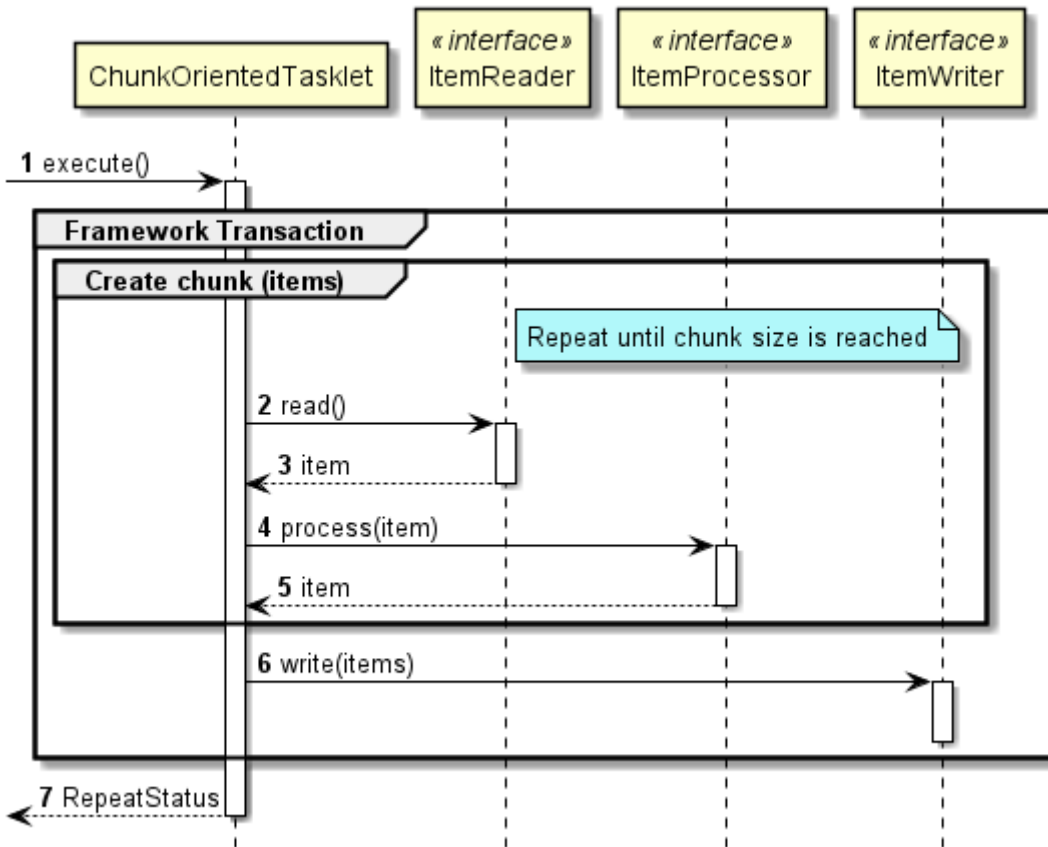 ChunkOrientedTasklet
«interface»
ItemReader
«interface»
ItemProcessor
«interface»
ItemWriter
1 execute()
Framework Transaction
Create chunk (items)
Repeat until chunk size is reached
2 read()
3 item
4 process(item)
5 item
6 write(items)
7 RepeatStatus